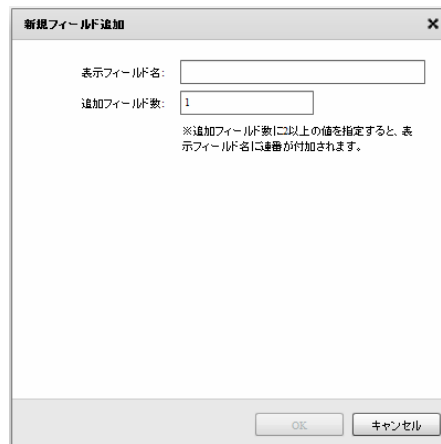 新規フィールド追加
表示フィールド名:
追加フィールド数: 1
※追加フィールド数に2以上の値を指定すると、表
示フィールド名に連番が付加されます。
OK キャンセル